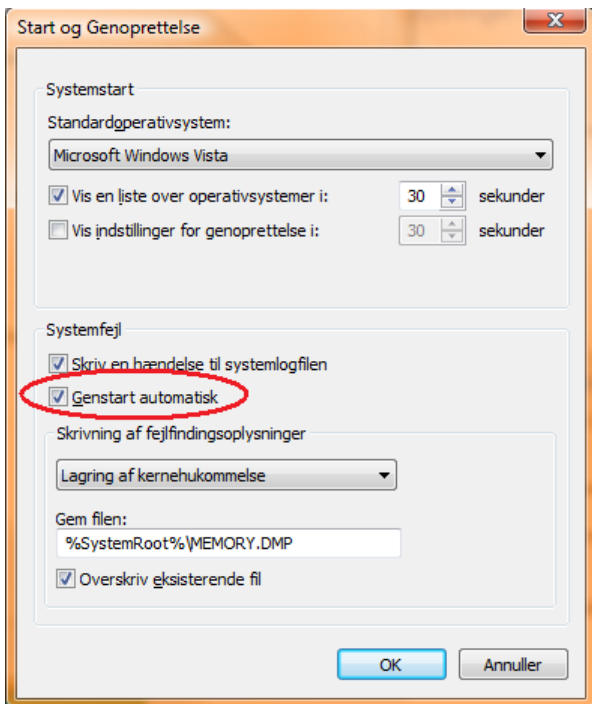 Start og Genoprettelse
Systemstart
Standardoperativsystem:
Microsoft Windows Vista
Vis en liste over operativsystemer i: 30 sekunder
Vis indstillinger for genoprettelse i: 30 sekunder
Systemfejl
Skriv en hændelse til systemlogfilen
Genstart automatisk
Skrivning af fejlfindingsoplysninger
Lagring af kernehukommelse
Gem filen:
%SystemRoot%\MEMORY.DMP
Overskriv eksisterende fil
OK Annuller